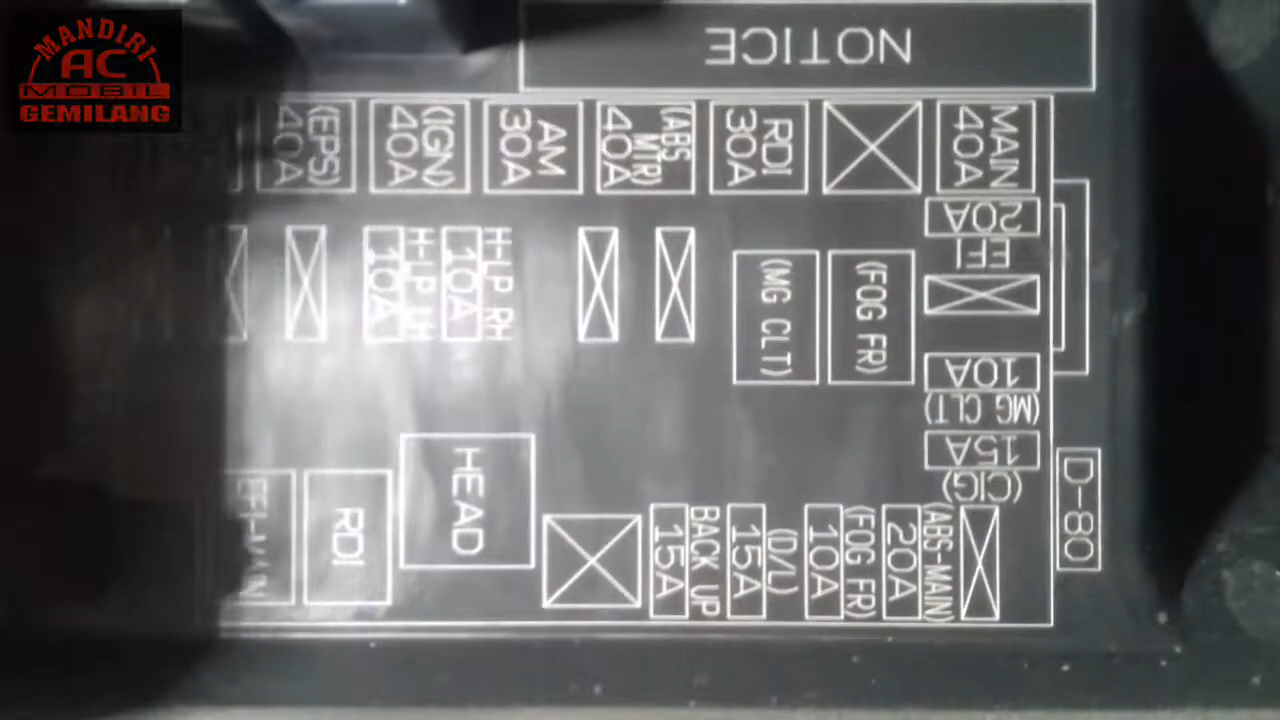 MANDIRI
AC
MOBIL
GEMILANG
NOTICE
(EPS)
40A
(IGN)
40A
AM
30A
(ABS
MTR)
40A
RDI
30A
MAIN
40A
20A
EFI
H-LP LH
10A
H-LP RH
10A
(MG CLT)
(FOG FR)
10A
(MG CLT)
15A
(CIG)
D-80
RDI
HEAD
BACK UP
15A
(D/L)
15A
(FOG FR)
10A
(ABS-MAIN)
20A